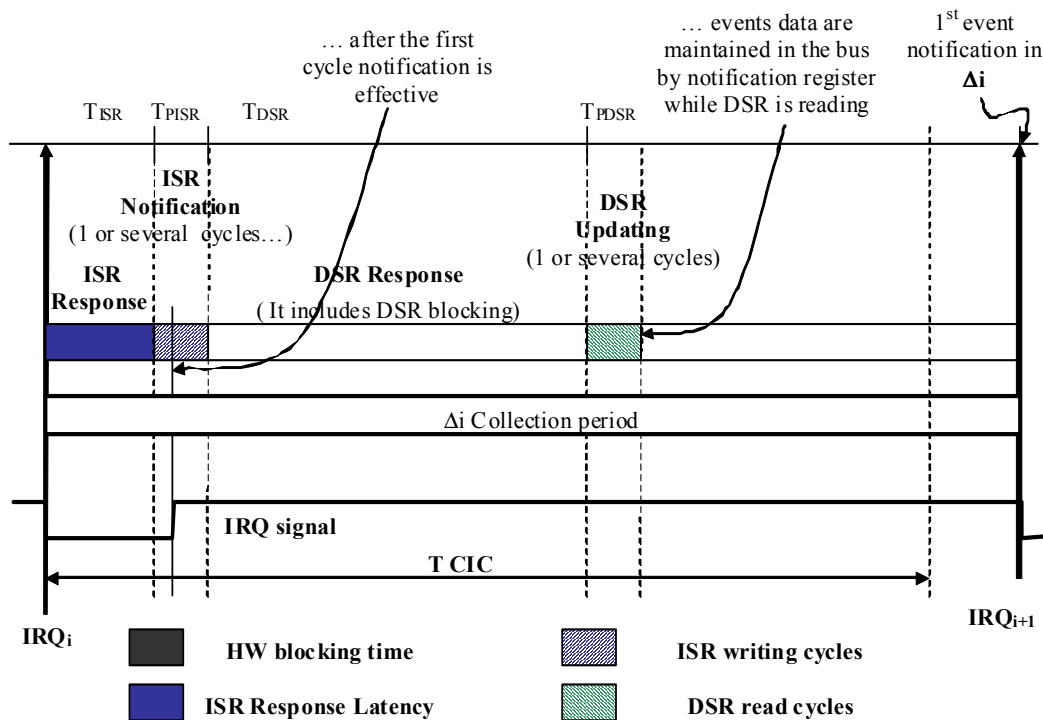 … after the first
cycle notification is
effective
… events data are
maintained in the bus
by notification register
while DSR is reading
1st event
notification in
Δi
TISR
TPISR
TDSR
TPDSR
ISR
Notification
(1 or several cycles…)
DSR
Updating
(1 or several cycles)
ISR
Response
DSR Response
( It includes DSR blocking)
Δi Collection period
IRQ signal
T CIC
IRQi
IRQi+1
HW blocking time
ISR writing cycles
ISR Response Latency
DSR read cycles